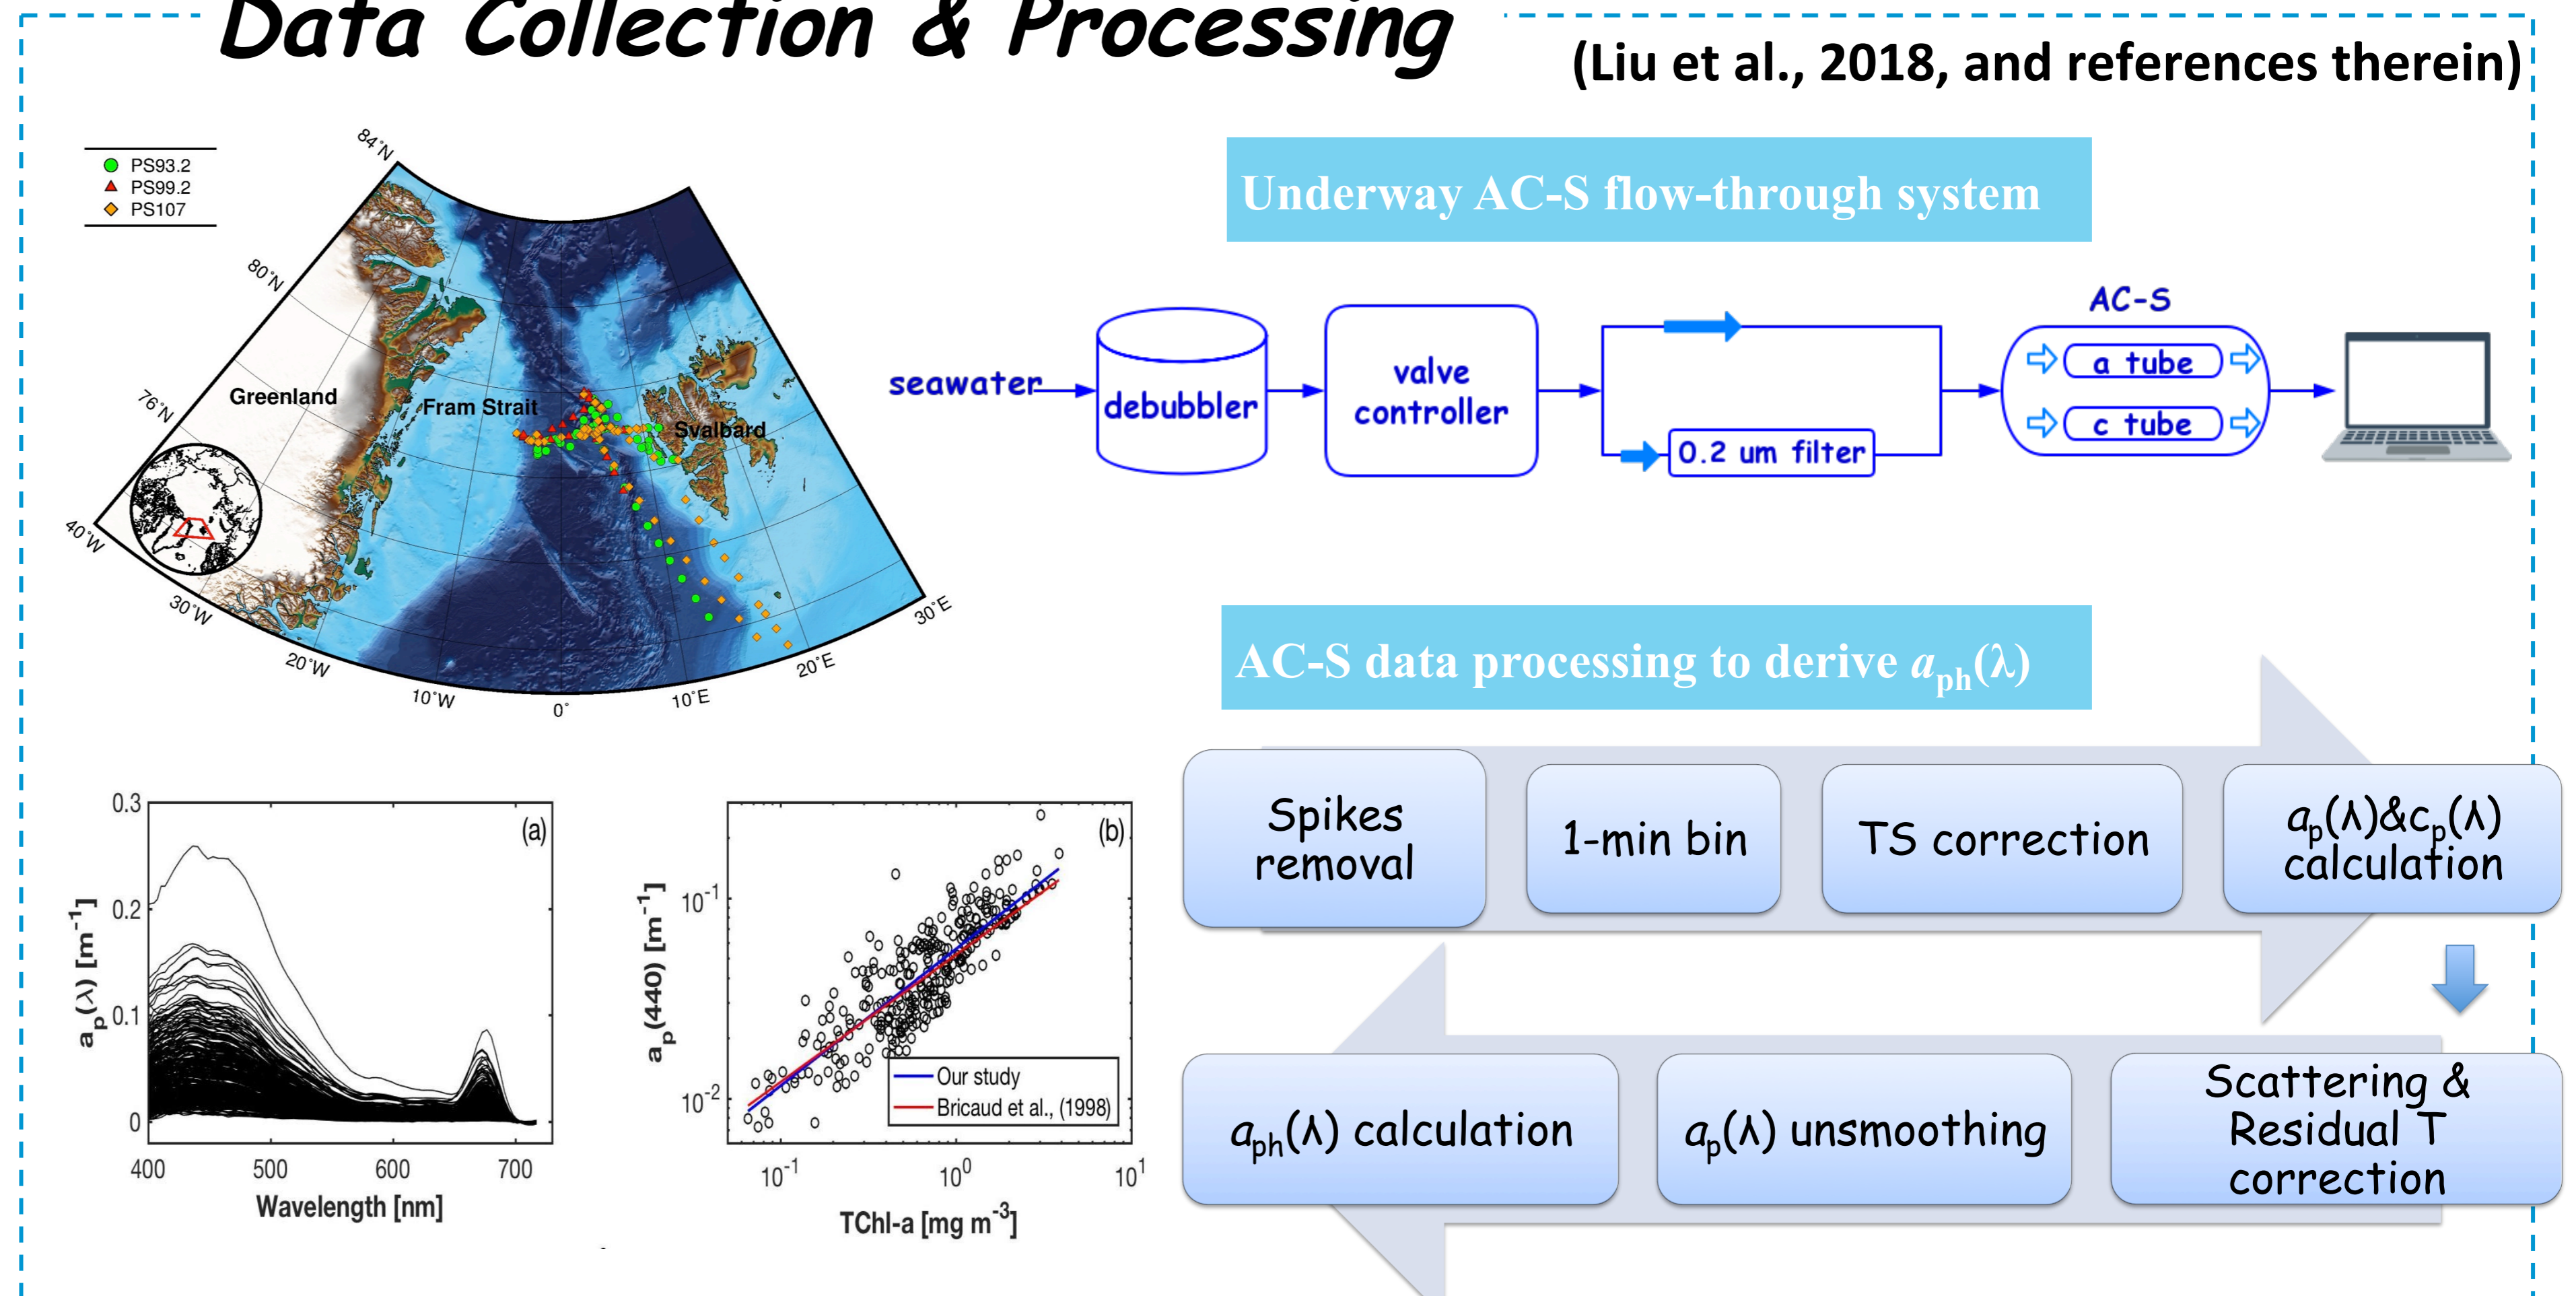 Data Collection & Processing
(Liu et al., 2018, and references therein)
PS93.2
PS99.2
PS107
84°N
80°N
76°N
40°W
30°W
20°W
10°W
0°
10°E
20°E
30°E
Greenland
Fram Strait
Svalbard
Underway AC-S flow-through system
seawater
debubbler
valve
controller
0.2 um filter
AC-S
a tube
c tube
AC-S data processing to derive aph(λ)
Spikes
removal
1-min bin
TS correction
ap(λ)&cp(λ)
calculation
Scattering &
Residual T
correction
ap(λ) unsmoothing
aph(λ) calculation
(a)
0.3
0.2
0.1
0
ap(λ) [m-1]
400
500
600
700
Wavelength [nm]
(b)
10-1
10-2
ap(440) [m-1]
Our study
Bricaud et al., (1998)
10-1
100
101
TChl-a [mg m-3]